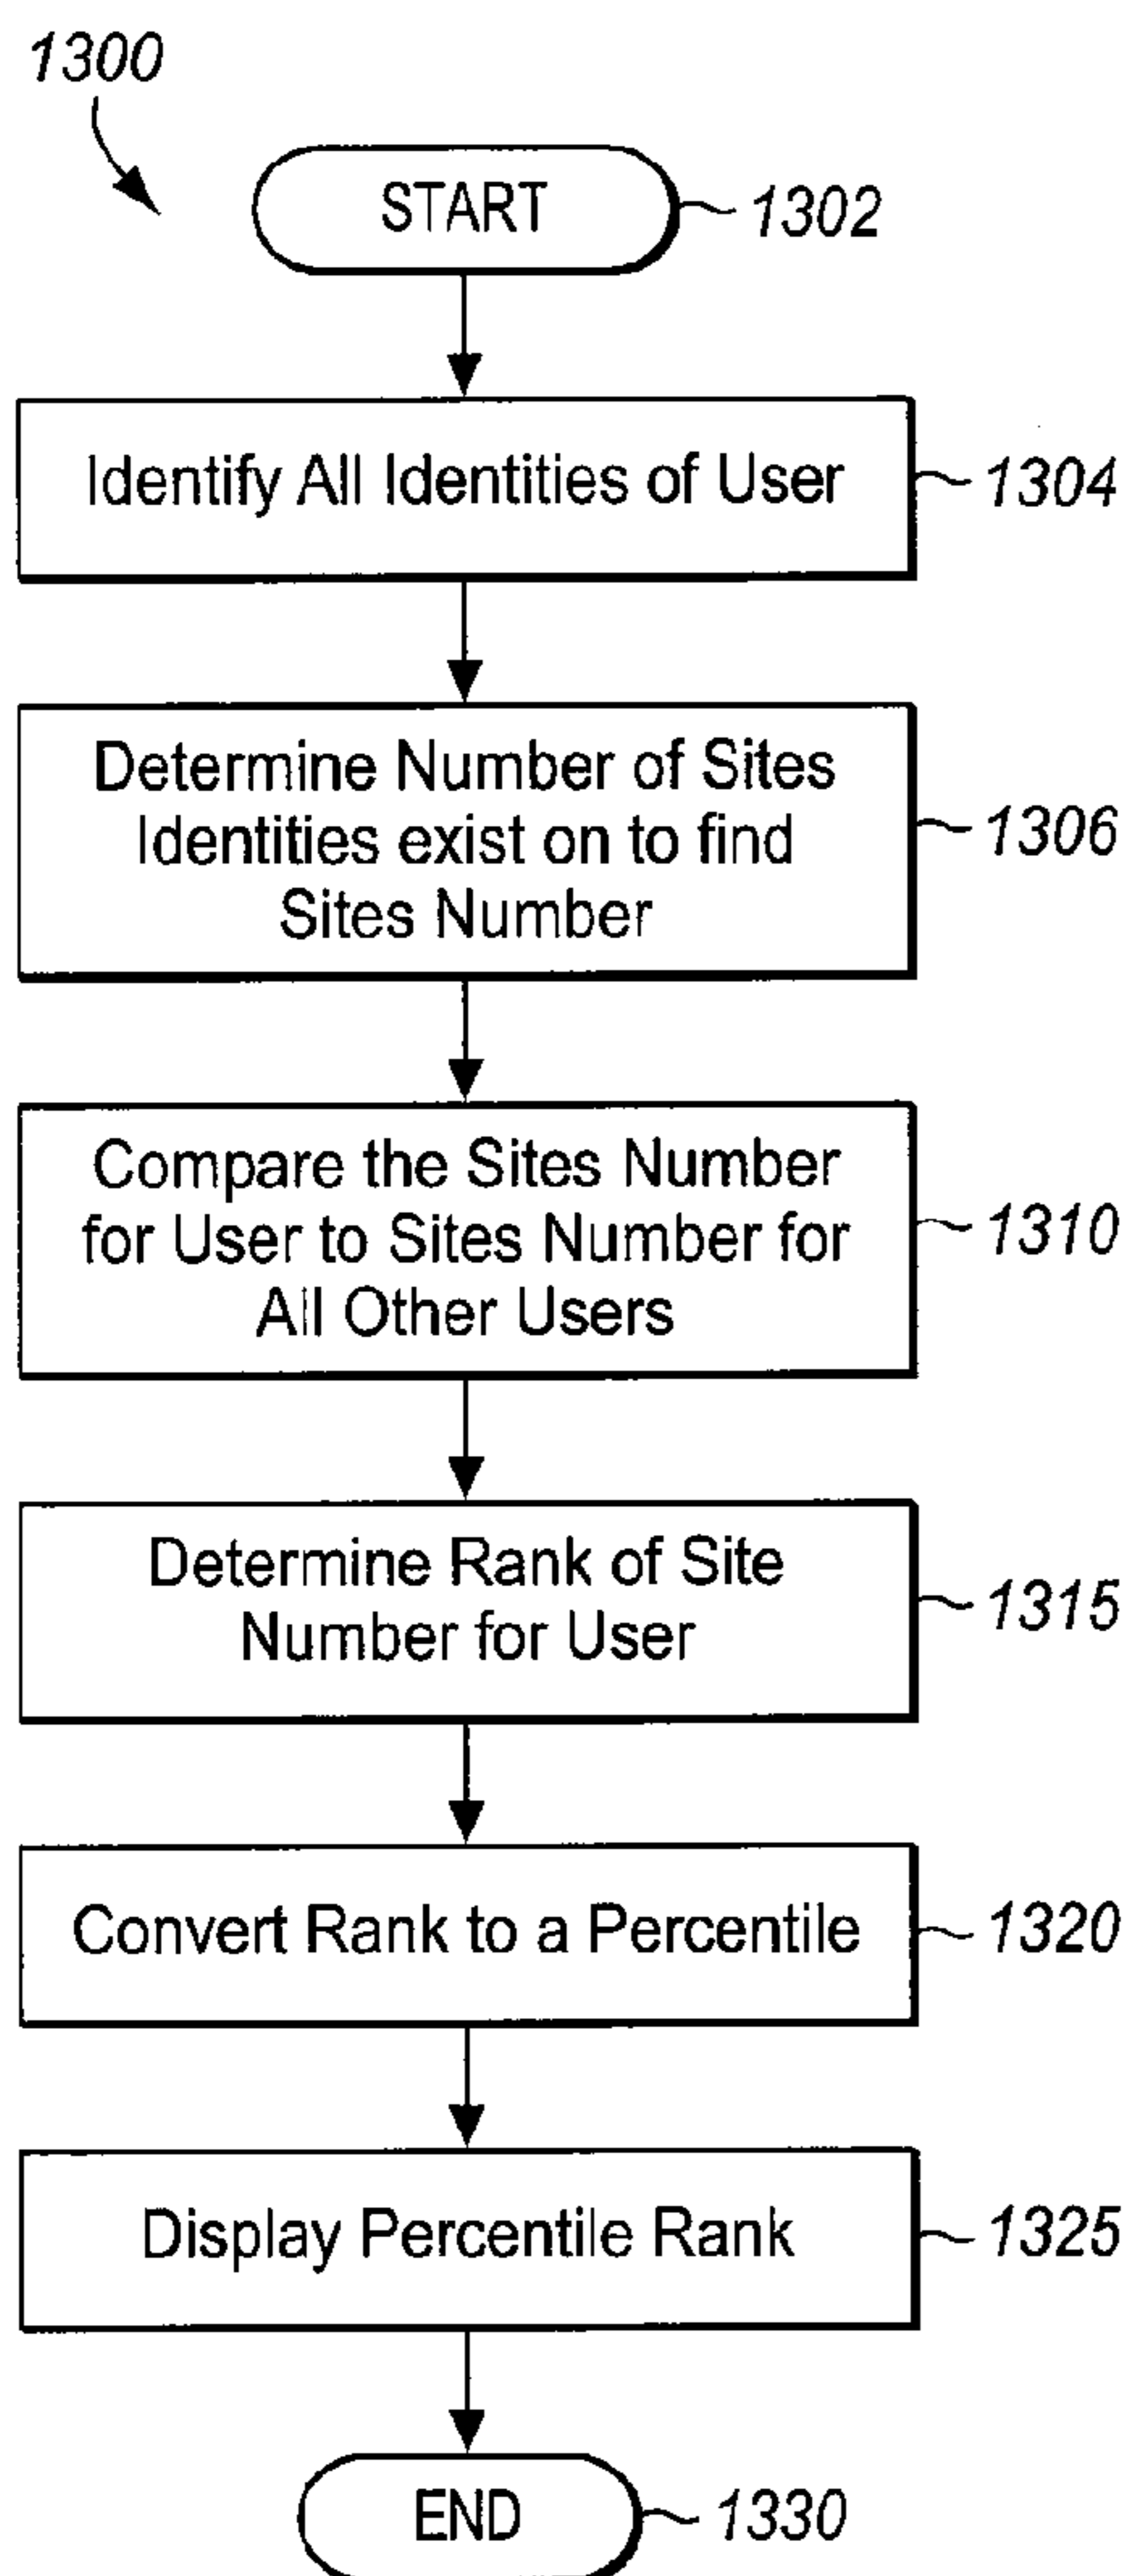 1300
START
1302
Identify All Identities of User
1304
Determine Number of Sites
Identities exist on to find
Sites Number
1306
Compare the Sites Number
for User to Sites Number for
All Other Users
1310
Determine Rank of Site
Number for User
1315
Convert Rank to a Percentile
1320
Display Percentile Rank
1325
END
1330